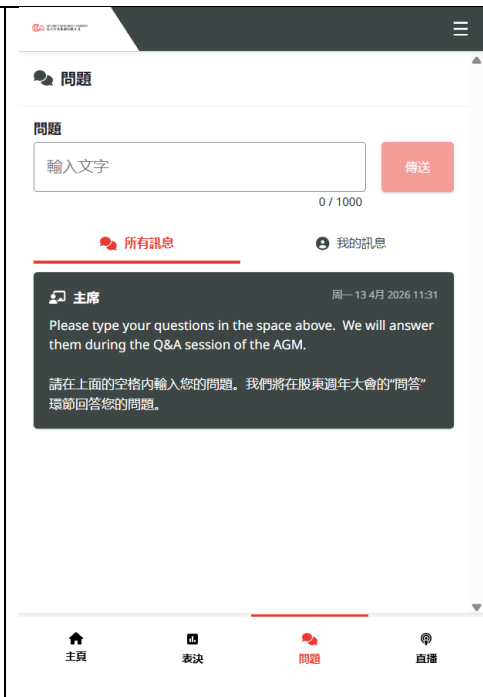 問題
問題
輸入文字
傳送
0 / 1000
所有訊息
我的訊息
主席
周一 13 4月 2026 11:31
Please type your questions in the space above. We will answer
them during the Q&A session of the AGM.
請在上面的空格內輸入您的問題。我們將在股東週年大會的“問答”
環節回答您的問題。
主頁
表決
問題
直播